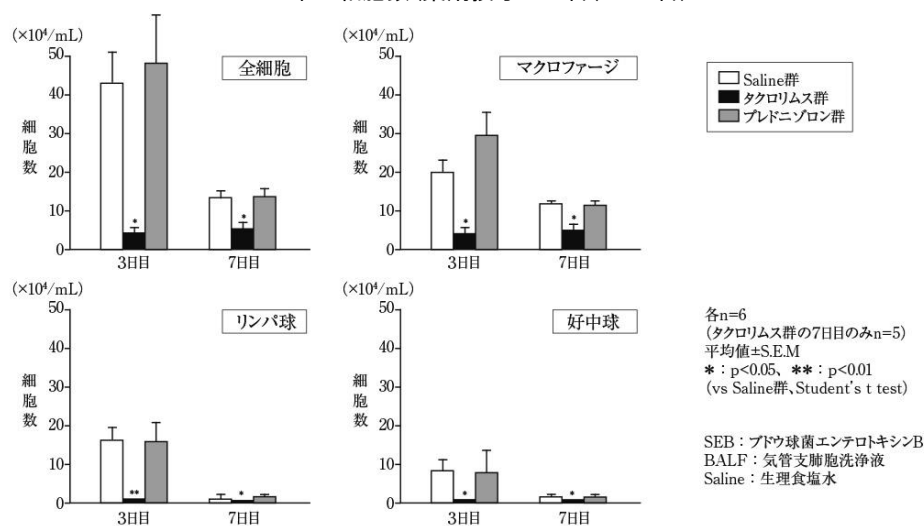 (×10⁴/mL)
全細胞
細胞数
50
40
30
20
10
0
*
*
3日目
7日目
(×10⁴/mL)
マクロファージ
細胞数
50
40
30
20
10
0
*
*
3日目
7日目
Saline群
タクロリムス群
プレドニゾロン群
(×10⁴/mL)
リンパ球
細胞数
50
40
30
20
10
0
**
*
3日目
7日目
(×10⁴/mL)
好中球
細胞数
50
40
30
20
10
0
*
*
3日目
7日目
各n=6
(タクロリムス群の7日目のみn=5)
平均値±S.E.M
*：p<0.05、**：p<0.01
(vs Saline群、Student's t test)
SEB：ブドウ球菌エンテロトキシンB
BALF：気管支肺胞洗浄液
Saline：生理食塩水